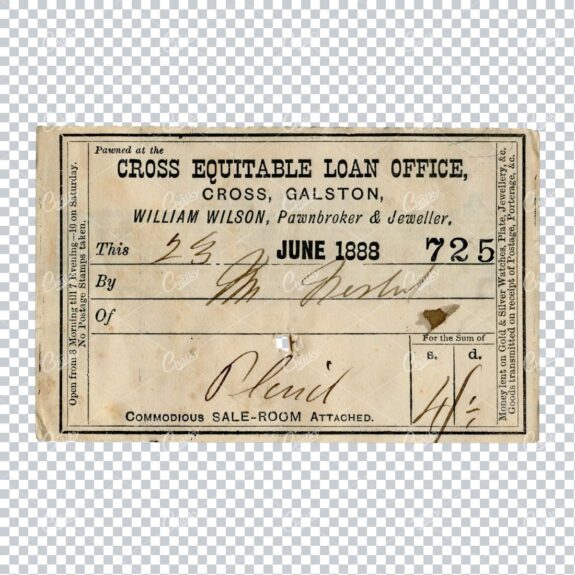 Pawned at the
CROSS EQUITABLE LOAN OFFICE,
CROSS, GALSTON,
WILLIAM WILSON, Pawnbroker & Jeweller.
This 23 JUNE 1888 725
By
Of
For the Sum of
s. d.
4/-
COMMODIOUS SALE-ROOM ATTACHED.
Open from 8 Morning till 7 Evening—10 on Saturday.
No Postage Stamps taken.
Money lent on Gold & Silver Watches, Plate, Jewellery, &c.
Goods transmitted on receipt of Postage, Porterage, &c.